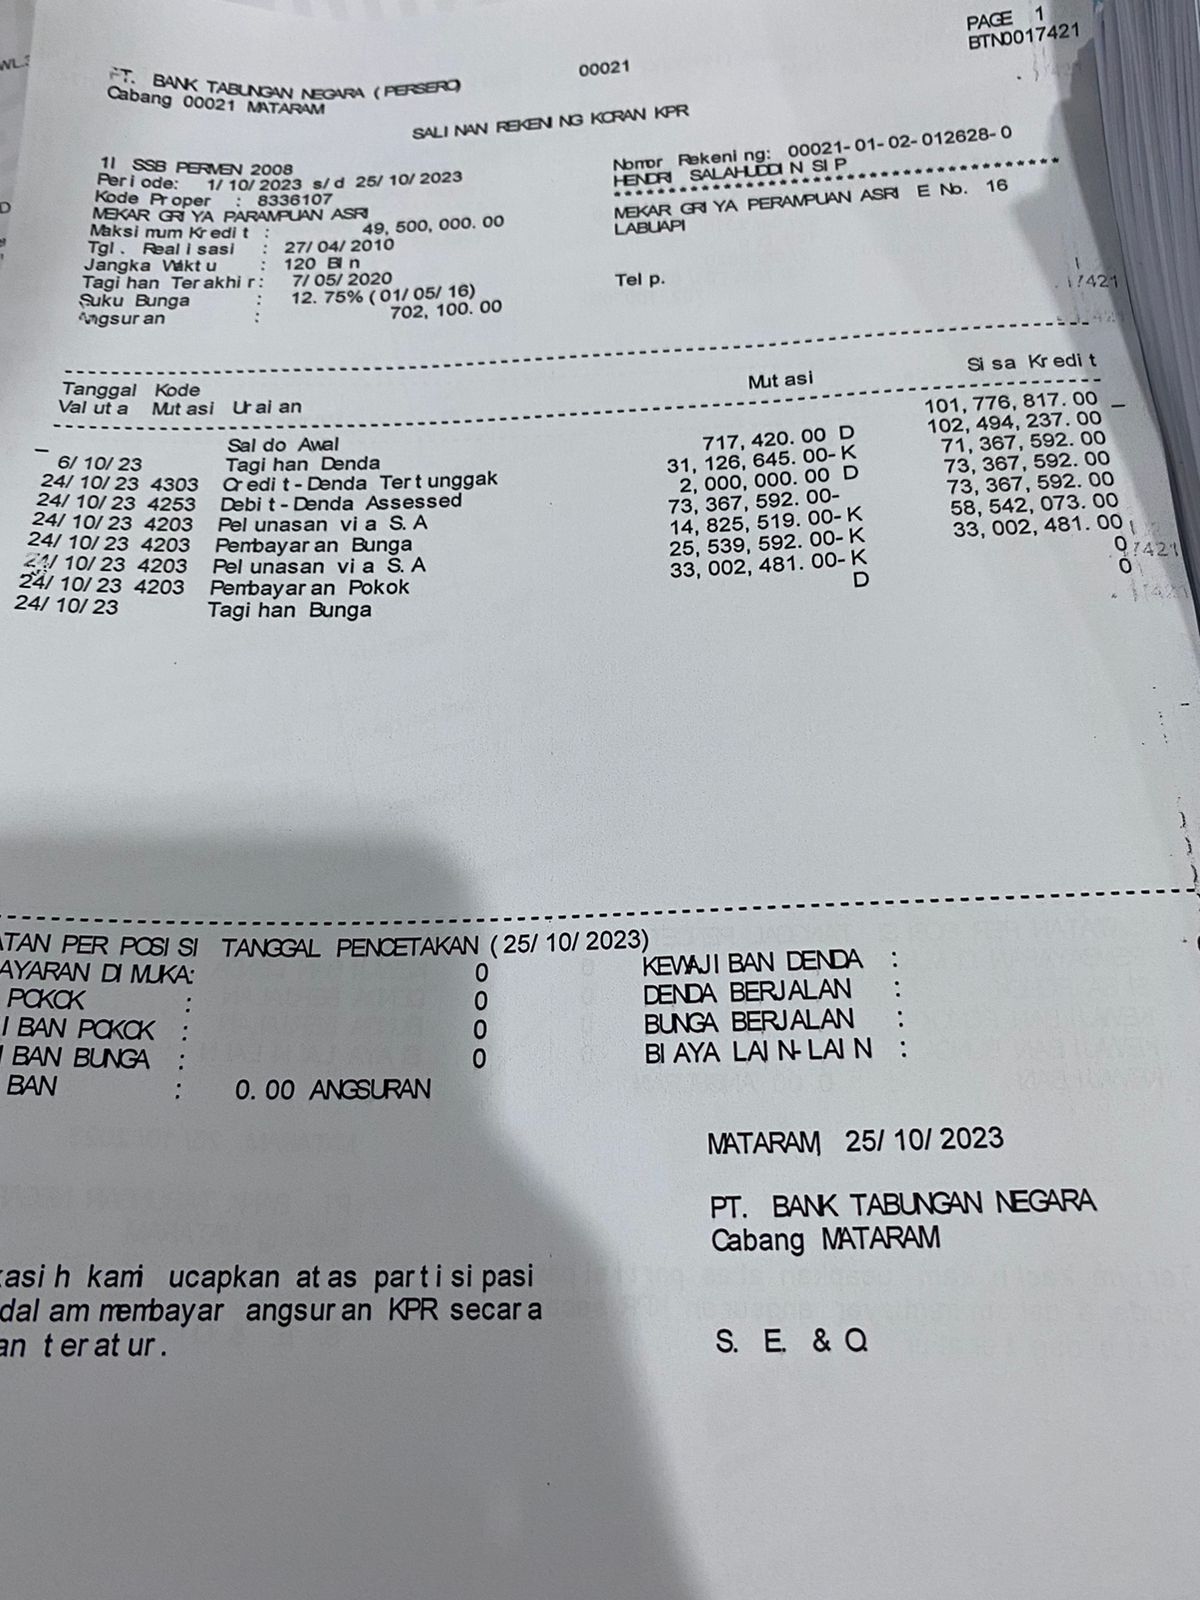 PAGE 1
BTN0017421
PT. BANK TABUNGAN NEGARA (PERSERO)
00021
Cabang 00021 MATARAM
SALINAN REKENING KORAN KPR
1I SSB PERMEN 2008
Periode: 1/10/2023 s/d 25/10/2023
Kode Proper : 8336107
MEKAR GRIYA PARAMPUAN ASRI
Maksimum Kredit : 49,500,000.00
Tgl. Realisasi : 27/04/2010
Jangka Waktu : 120 Bln
Tagihan Terakhir: 7/05/2020
Suku Bunga : 12.75%(01/05/16)
Angsuran : 702,100.00
Nomor Rekening: 00021-01-02-012628-0
HENDRI SALAHUDDIN SIP
************************************
MEKAR GRIYA PERAMPUAN ASRI E No. 16
LABUAPI
Telp.
Tanggal Kode Mutasi Sisa Kredit
Valuta Mutasi Uraian
Saldo Awal 101,776,817.00
6/10/23 Tagihan Denda 717,420.00 D 102,494,237.00
24/10/23 4303 Credit-Denda Tertunggak 31,126,645.00-K 71,367,592.00
24/10/23 4253 Debit-Denda Assessed 2,000,000.00 D 73,367,592.00
24/10/23 4203 Pelunasan via S.A 73,367,592.00- 73,367,592.00
24/10/23 4203 Pembayaran Bunga 14,825,519.00-K 58,542,073.00
24/10/23 4203 Pelunasan via S.A 25,539,592.00-K 33,002,481.00
24/10/23 4203 Pembayaran Pokok 33,002,481.00-K 0
24/10/23 Tagihan Bunga D 0
ATAN PER POSISI TANGGAL PENCETAKAN (25/10/2023)
AYARAN DIMUKA: 0
POKOK : 0
I BAN POKOK : 0
I BAN BUNGA : 0
BAN : 0.00 ANGSURAN
KEWAJIBAN DENDA :
DENDA BERJALAN :
BUNGA BERJALAN :
BIAYA LAIN-LAIN :
MATARAM, 25/10/2023
PT. BANK TABUNGAN NEGARA
Cabang MATARAM
kasih kami ucapkan atas partisipasi
dalam membayar angsuran KPR secara
an teratur.
S. E. & O